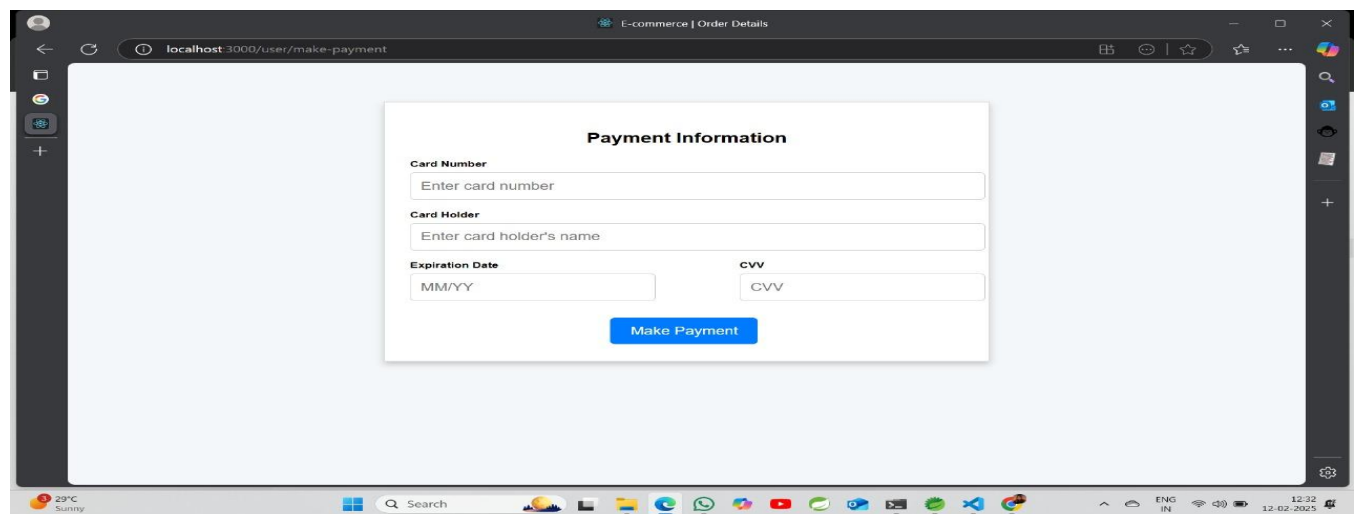 E-commerce | Order Details
localhost:3000/user/make-payment
Payment Information
Card Number
Enter card number
Card Holder
Enter card holder's name
Expiration Date
CVV
MM/YY
CVV
Make Payment
3
29°C
Sunny
Search
ENG
IN
12:32
12-02-2025